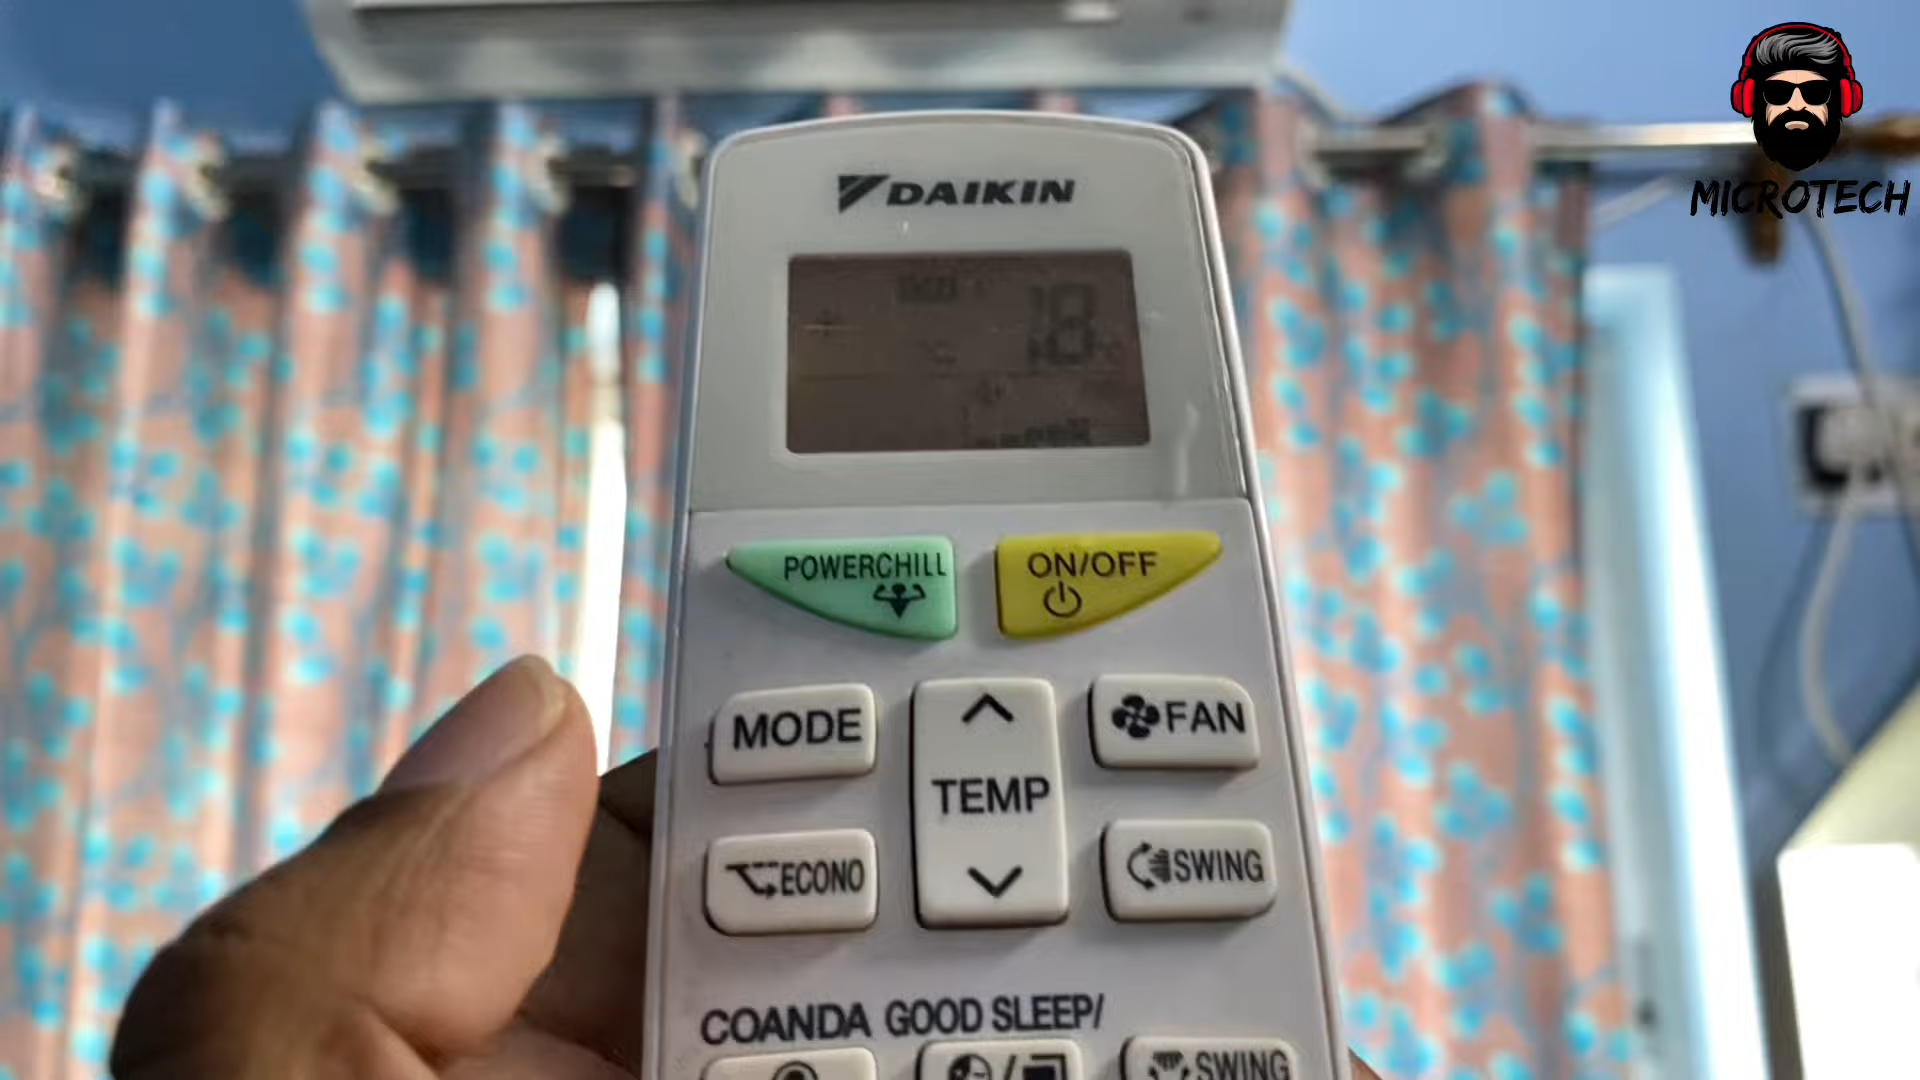 MICROTECH
DAIKIN
18
POWERCHILL
ON/OFF
MODE
TEMP
FAN
ECONO
SWING
COANDA GOOD SLEEP/
SWING